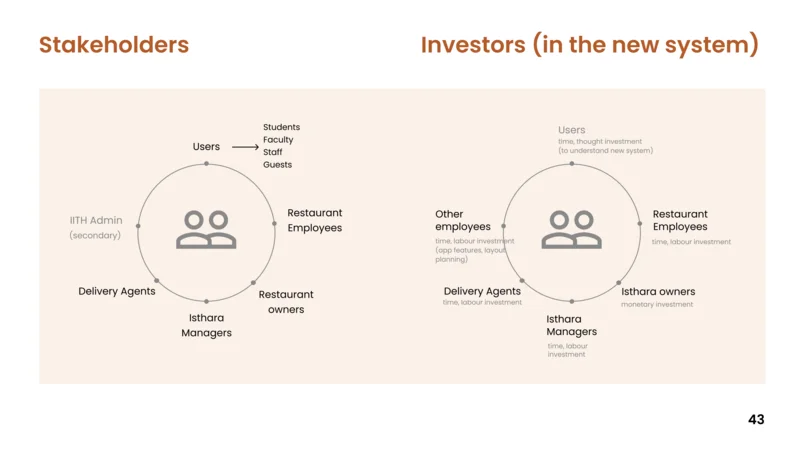 Stakeholders
Investors (in the new system)
Users
Students
Faculty
Staff
Guests
IITH Admin
(secondary)
Restaurant
Employees
Delivery Agents
Restaurant
owners
Isthara
Managers
Users
time, thought investment
(to understand new system)
Other
employees
time, labour investment
(app features, layout,
planning)
Restaurant
Employees
time, labour investment
Delivery Agents
time, labour investment
Isthara owners
monetary investment
Isthara
Managers
time, labour
investment
43